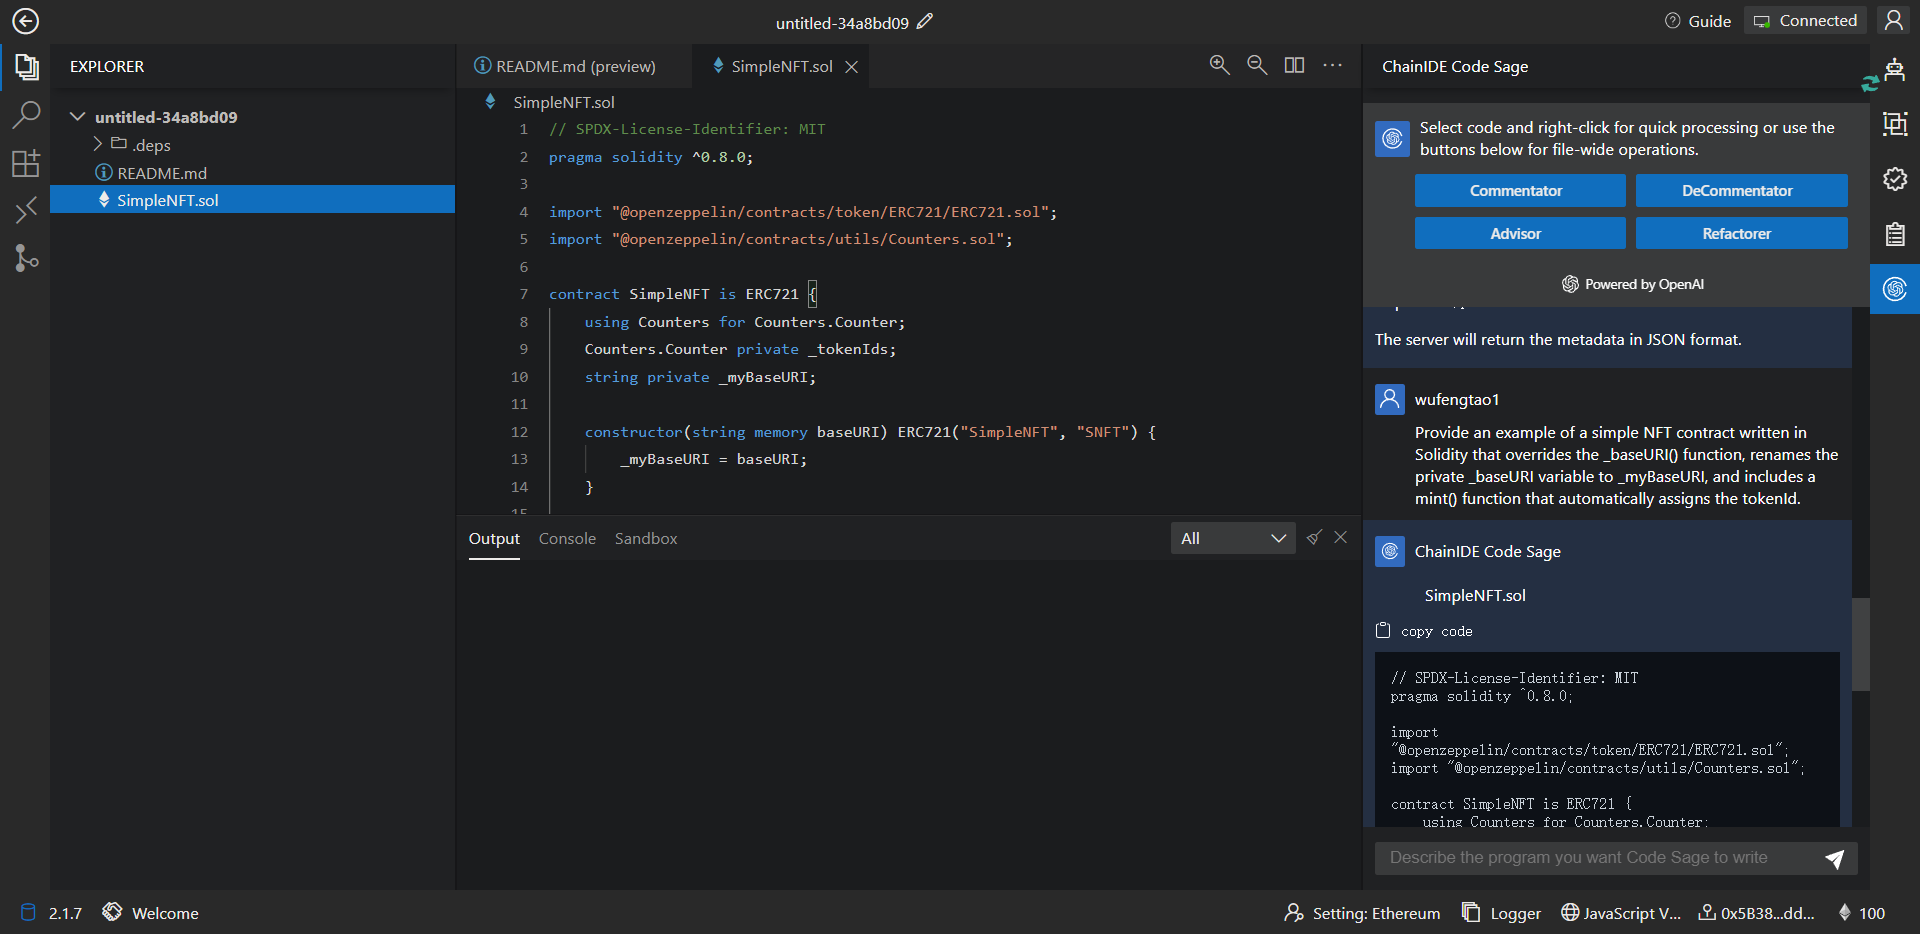 untitled-34a8bd09
Guide
Connected
EXPLORER
untitled-34a8bd09
.deps
README.md
SimpleNFT.sol
README.md (preview)
SimpleNFT.sol
SimpleNFT.sol
1 // SPDX-License-Identifier: MIT
2 pragma solidity ^0.8.0;
3
4 import "@openzeppelin/contracts/token/ERC721/ERC721.sol";
5 import "@openzeppelin/contracts/utils/Counters.sol";
6
7 contract SimpleNFT is ERC721 {
8 using Counters for Counters.Counter;
9 Counters.Counter private _tokenIds;
10 string private _myBaseURI;
11
12 constructor(string memory baseURI) ERC721("SimpleNFT", "SNFT") {
13 _myBaseURI = baseURI;
14 }
15
Output Console Sandbox
All
ChainIDE Code Sage
Select code and right-click for quick processing or use the
buttons below for file-wide operations.
Commentator DeCommentator
Advisor Refactorer
Powered by OpenAI
The server will return the metadata in JSON format.
wufengtao1
Provide an example of a simple NFT contract written in
Solidity that overrides the _baseURI() function, renames the
private _baseURI variable to _myBaseURI, and includes a
mint() function that automatically assigns the tokenId.
ChainIDE Code Sage
SimpleNFT.sol
copy code
// SPDX-License-Identifier: MIT
pragma solidity ^0.8.0;
import
"@openzeppelin/contracts/token/ERC721/ERC721.sol";
import "@openzeppelin/contracts/utils/Counters.sol";
contract SimpleNFT is ERC721 {
using Counters for Counters.Counter;
Describe the program you want Code Sage to write
2.1.7
Welcome
Setting: Ethereum
Logger
JavaScript V...
0x5B38...dd...
100